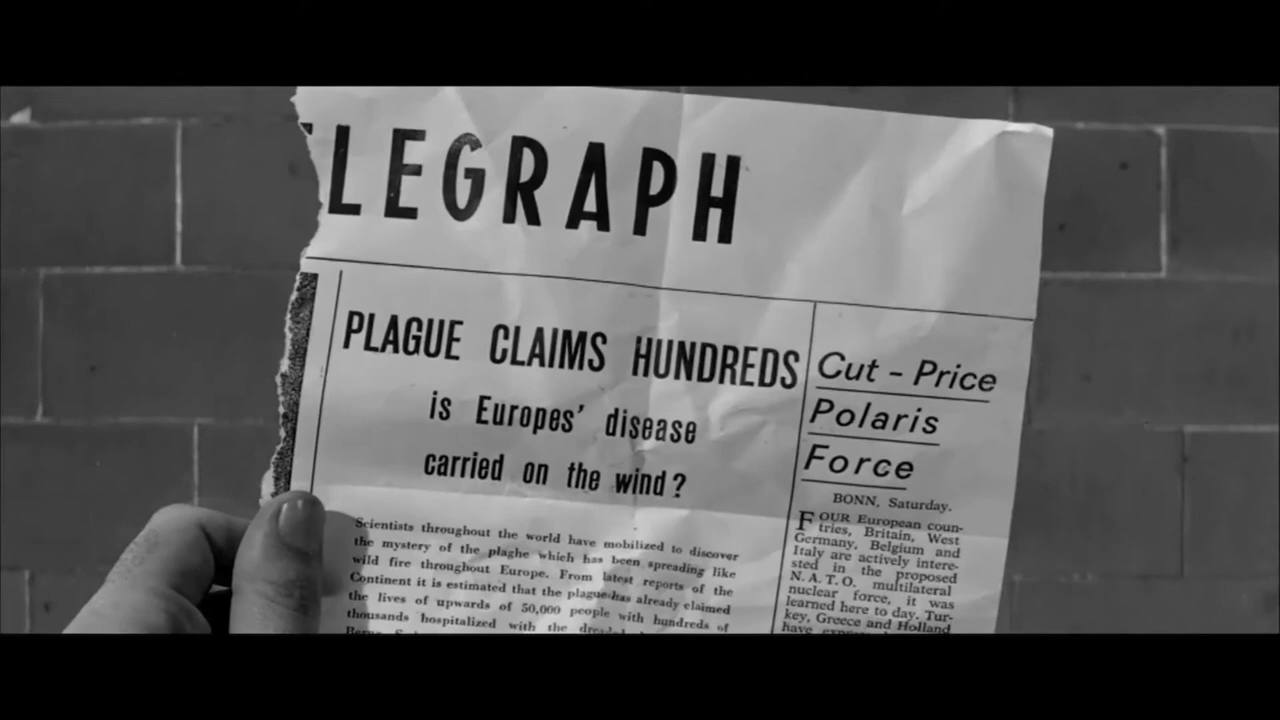 LEGRAPH
PLAGUE CLAIMS HUNDREDS
is Europes' disease
carried on the wind?
Scientists throughout the world have mobilized to discover
the mystery of the plaghe which has been spreading like
wild fire throughout Europe. From latest reports of the
Continent it is estimated that the plague has already claimed
the lives of upwards of 50,000 people with hundreds of
thousands hospitalized with the
Cut - Price
Polaris
Force
BONN, Saturday.
FOUR European coun-
tries, Britain, West
Germany, Belgium and
Italy are actively intere-
sted in the proposed
N.A.T.O. multilateral
nuclear force, it was
learned here to day. Tur-
key, Greece and Holland
have